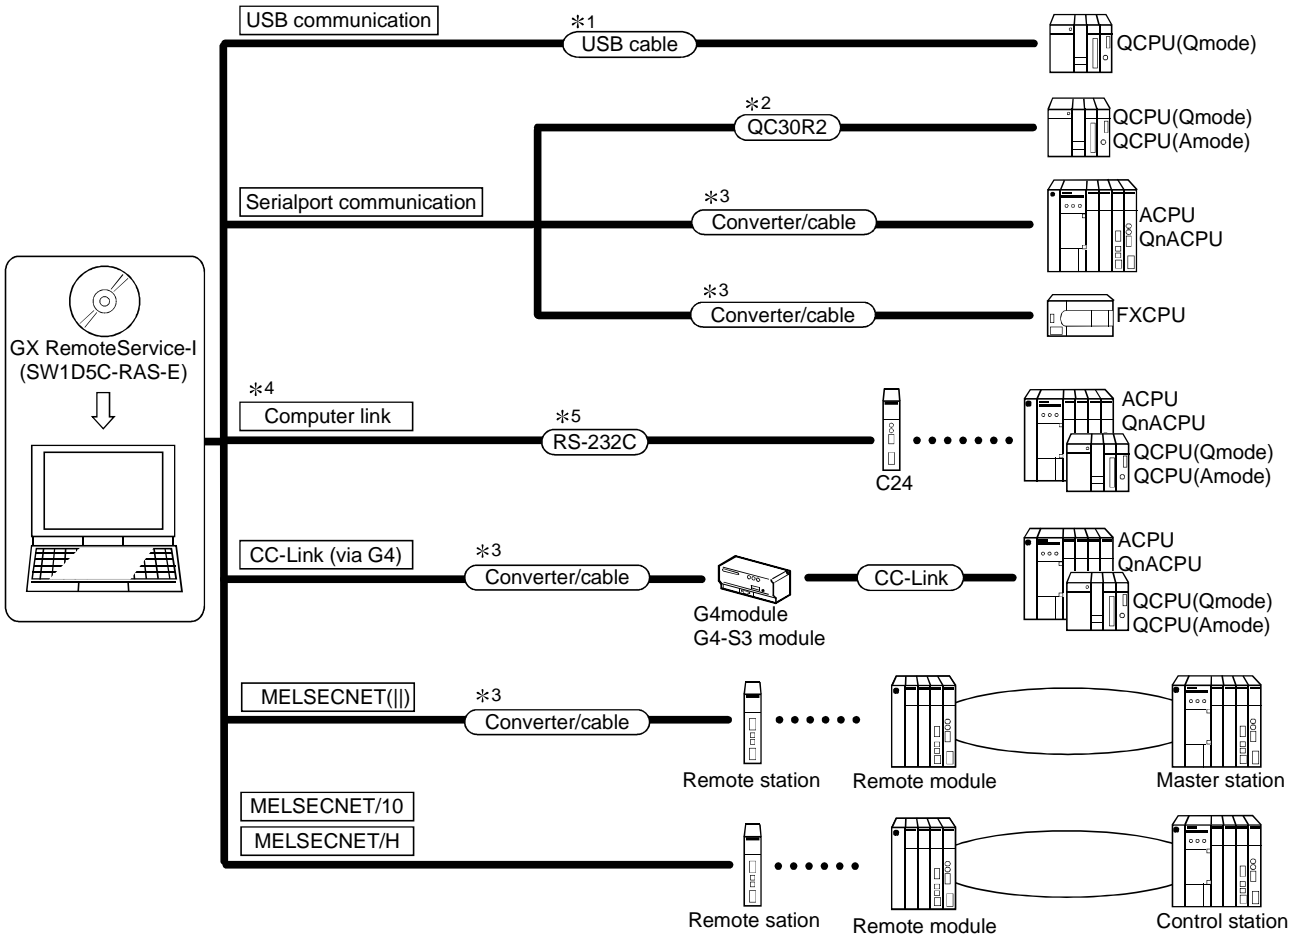 USB communication
*1
USB cable
QCPU(Qmode)
*2
QC30R2
QCPU(Qmode)
QCPU(Amode)
Serialport communication
*3
Converter/cable
ACPU
QnACPU
*3
Converter/cable
FXCPU
GX RemoteService-I
(SW1D5C-RAS-E)
*4
Computer link
*5
RS-232C
C24
ACPU
QnACPU
QCPU(Qmode)
QCPU(Amode)
CC-Link (via G4)
*3
Converter/cable
G4module
G4-S3 module
CC-Link
ACPU
QnACPU
QCPU(Qmode)
QCPU(Amode)
MELSECNET(||)
*3
Converter/cable
Remote station
Remote module
Master station
MELSECNET/10
MELSECNET/H
Remote sation
Remote module
Control station